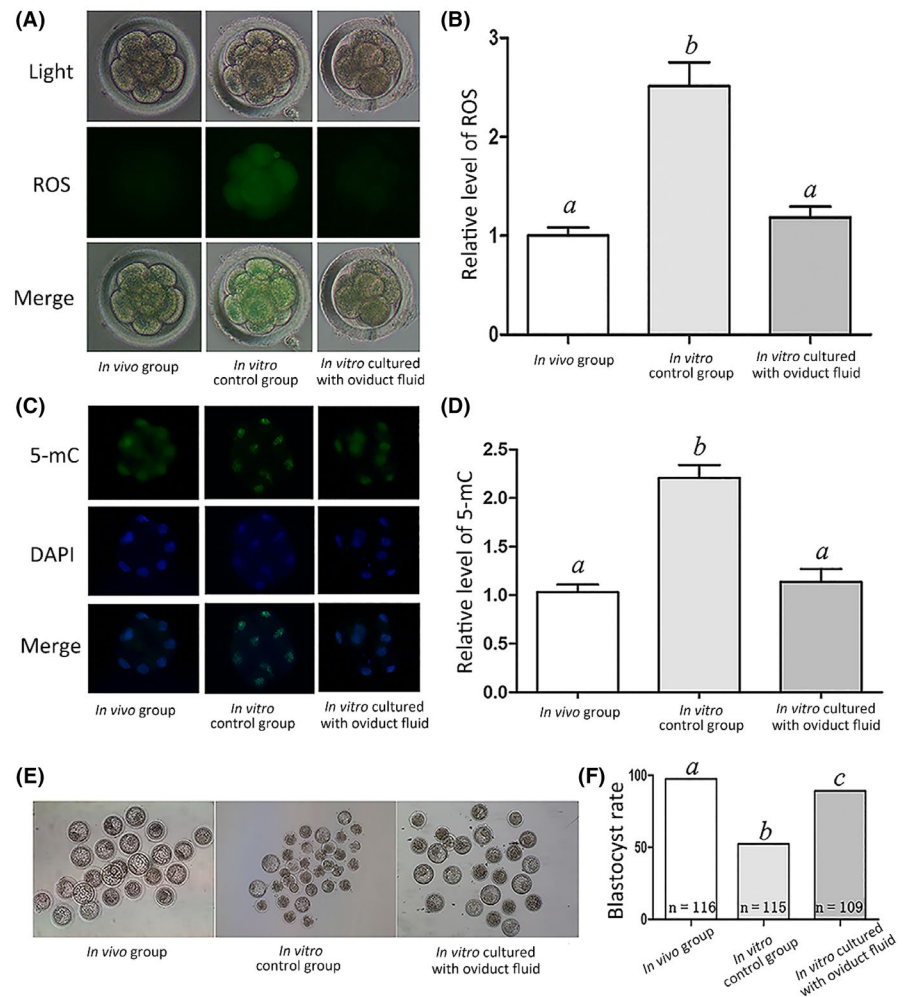 (A)
Light
ROS
Merge
In vivo group
In vitro
control group
In vitro cultured
with oviduct fluid
(B)
Relative level of ROS
3
2
1
0
a
b
a
In vivo group
In vitro
control group
In vitro cultured
with oviduct fluid
(C)
5-mC
DAPI
Merge
In vivo group
In vitro
control group
In vitro cultured
with oviduct fluid
(D)
Relative level of 5-mC
2.5
2.0
1.5
1.0
0.5
0.0
a
b
a
In vivo group
In vitro
control group
In vitro cultured
with oviduct fluid
(E)
In vivo group
In vitro
control group
In vitro cultured
with oviduct fluid
(F)
Blastocyst rate
100
50
0
a
b
c
n = 116
n = 115
n = 109
In vivo group
In vitro
control group
In vitro cultured
with oviduct fluid